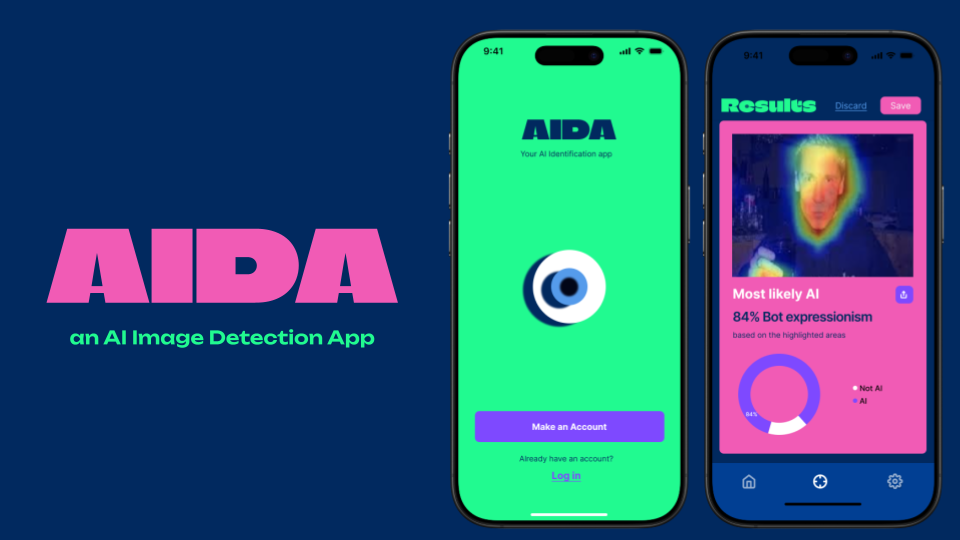 AIDA
an AI Image Detection App
9:41
AIDA
Your AI Identification app
Make an Account
Already have an account?
Log in
9:41
Results
Discard
Save
Most likely AI
84% Bot expressionism
based on the highlighted areas
84%
Not AI
AI